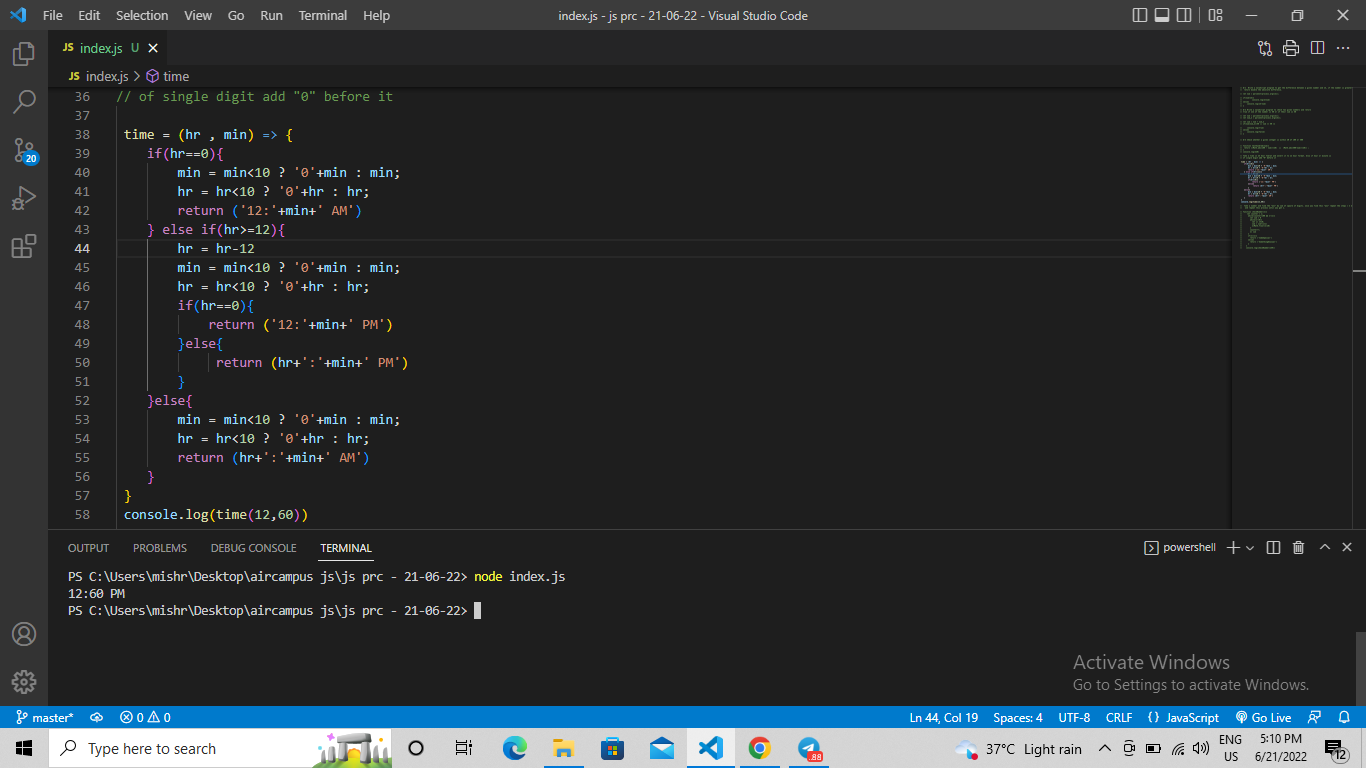 File Edit Selection View Go Run Terminal Help index.js - js prc - 21-06-22 - Visual Studio Code
JS index.js U
JS index.js > time
36 // of single digit add "0" before it
37
38 time = (hr , min) => {
39 if(hr==0){
40 min = min<10 ? '0'+min : min;
41 hr = hr<10 ? '0'+hr : hr;
42 return ('12:'+min+' AM')
43 } else if(hr>=12){
44 hr = hr-12
45 min = min<10 ? '0'+min : min;
46 hr = hr<10 ? '0'+hr : hr;
47 if(hr==0){
48 return ('12:'+min+' PM')
49 }else{
50 return (hr+':'+min+' PM')
51 }
52 }else{
53 min = min<10 ? '0'+min : min;
54 hr = hr<10 ? '0'+hr : hr;
55 return (hr+':'+min+' AM')
56 }
57 }
58 console.log(time(12,60))
20
OUTPUT PROBLEMS DEBUG CONSOLE TERMINAL powershell
PS C:\Users\mishr\Desktop\aircampus js\js prc - 21-06-22> node index.js
12:60 PM
PS C:\Users\mishr\Desktop\aircampus js\js prc - 21-06-22>
Activate Windows
Go to Settings to activate Windows.
master* 0 0 Ln 44, Col 19 Spaces: 4 UTF-8 CRLF {} JavaScript Go Live
Type here to search .88 37°C Light rain ENG US 5:10 PM 6/21/2022 12